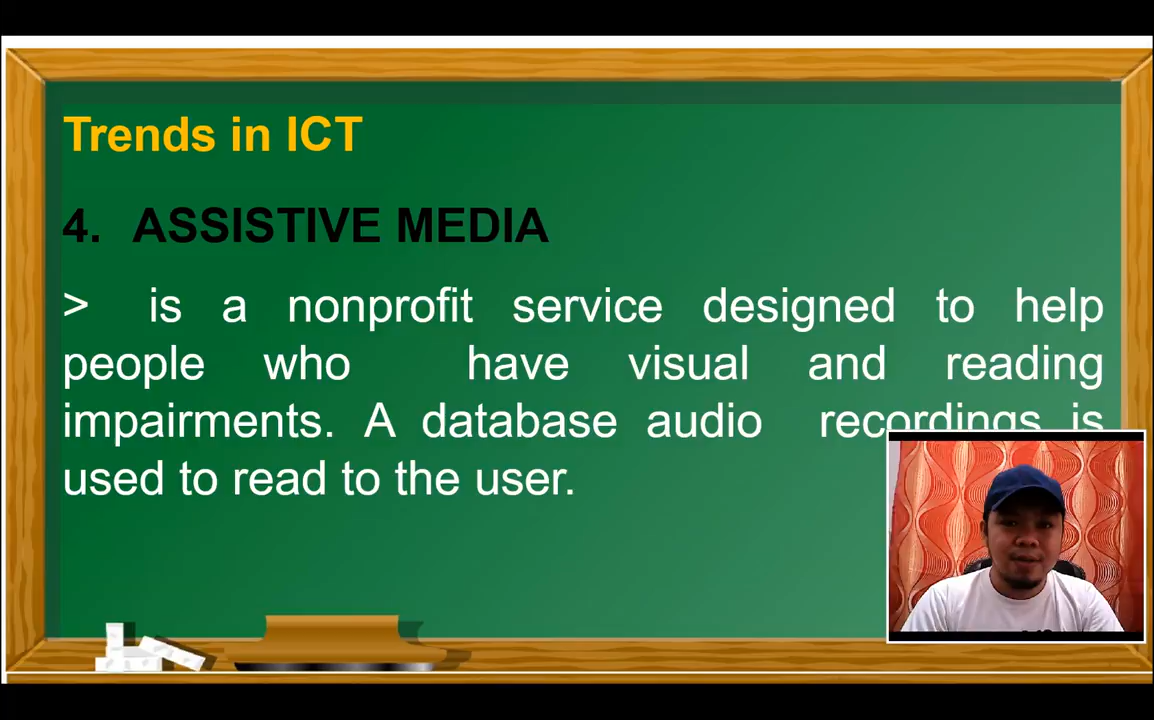 Trends in ICT
4. ASSISTIVE MEDIA
> is a nonprofit service designed to help
people who have visual and reading
impairments. A database audio recordings is
used to read to the user.